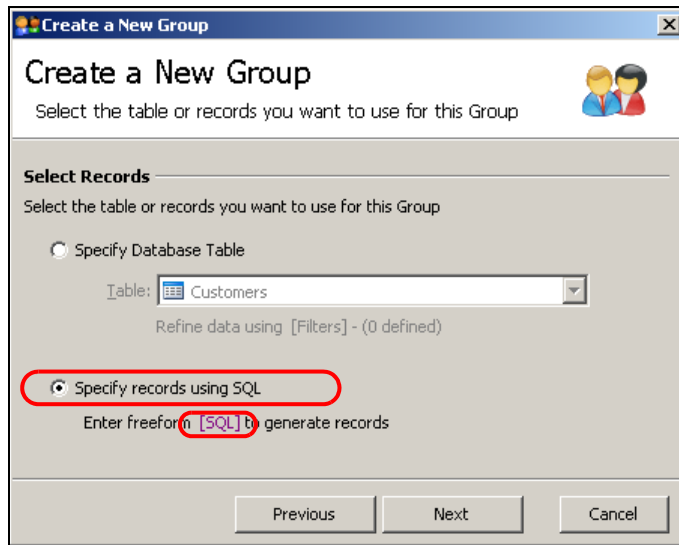 Create a New Group
Create a New Group
Select the table or records you want to use for this Group
Select Records
Select the table or records you want to use for this Group
Specify Database Table
Table: Customers
Refine data using [Filters] - (0 defined)
Specify records using SQL
Enter freeform [SQL] to generate records
Previous Next Cancel